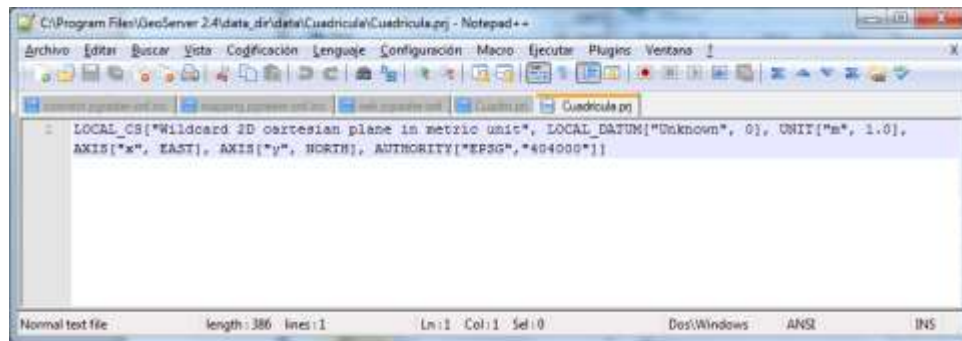 C:\Program Files\GeoServer 2.4\data_dir\data\Cuadricula\Cuadricula.prj - Notepad++
Archivo Editar Buscar Vista Codificación Lenguaje Configuración Macro Ejecutar Plugins Ventana ? X
Cuadricula.prj
1 LOCAL_CS["Wildcard 2D cartesian plane in metric unit", LOCAL_DATUM["Unknown", 0], UNIT["m", 1.0],
AXIS["x", EAST], AXIS["y", NORTH], AUTHORITY["EPSG","404000"]]
Normal text file length : 386 lines : 1 Ln : 1 Col : 1 Sel : 0 Dos\Windows ANSI INS